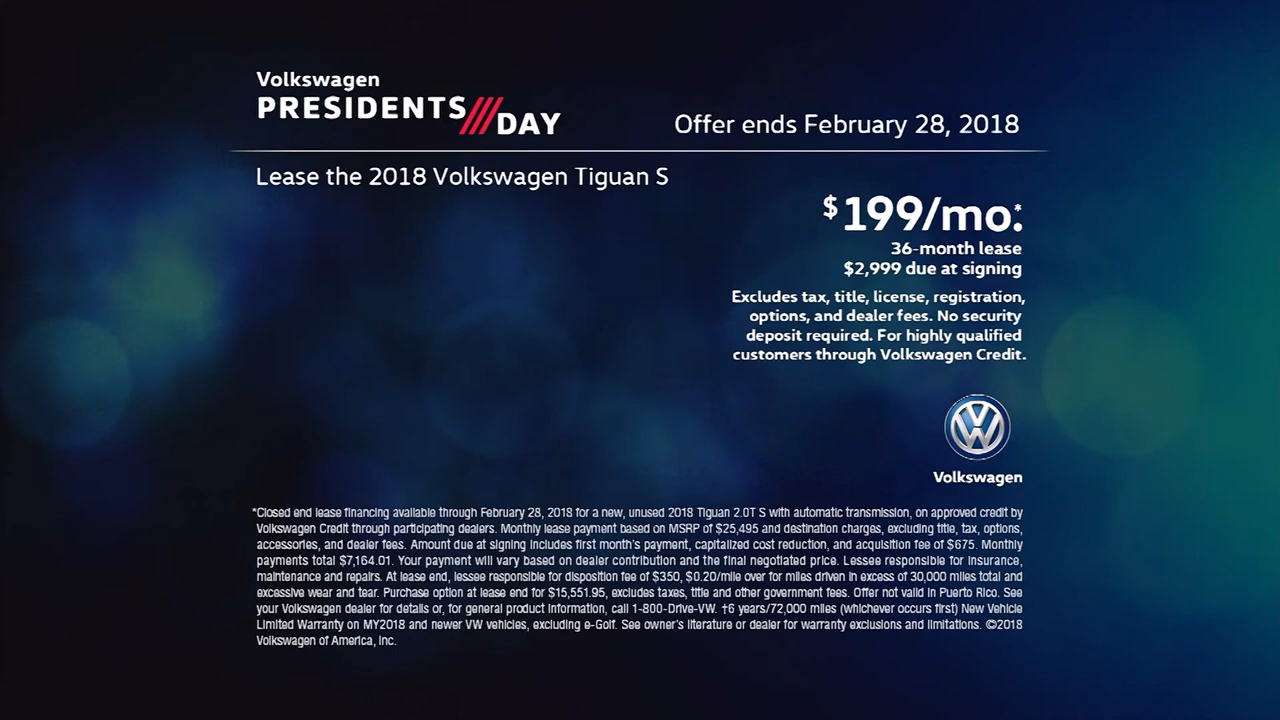 Volkswagen
PRESIDENTS///DAY
Offer ends February 28, 2018
Lease the 2018 Volkswagen Tiguan S
$199/mo.*
36-month lease
$2,999 due at signing
Excludes tax, title, license, registration,
options, and dealer fees. No security
deposit required. For highly qualified
customers through Volkswagen Credit.
Volkswagen
*Closed end lease financing available through February 28, 2018 for a new, unused 2018 Tiguan 2.0T S with automatic transmission, on approved credit by
Volkswagen Credit through participating dealers. Monthly lease payment based on MSRP of $25,495 and destination charges, excluding title, tax, options,
accessories, and dealer fees. Amount due at signing includes first month's payment, capitalized cost reduction, and acquisition fee of $675. Monthly
payments total $7,164.01. Your payment will vary based on dealer contribution and the final negotiated price. Lessee responsible for insurance,
maintenance and repairs. At lease end, lessee responsible for disposition fee of $350, $0.20/mile over for miles driven in excess of 30,000 miles total and
excessive wear and tear. Purchase option at lease end for $15,551.95, excludes taxes, title and other government fees. Offer not valid in Puerto Rico. See
your Volkswagen dealer for details or, for general product information, call 1-800-Drive-VW. †6 years/72,000 miles (whichever occurs first) New Vehicle
Limited Warranty on MY2018 and newer VW vehicles, excluding e-Golf. See owner's literature or dealer for warranty exclusions and limitations. ©2018
Volkswagen of America, Inc.